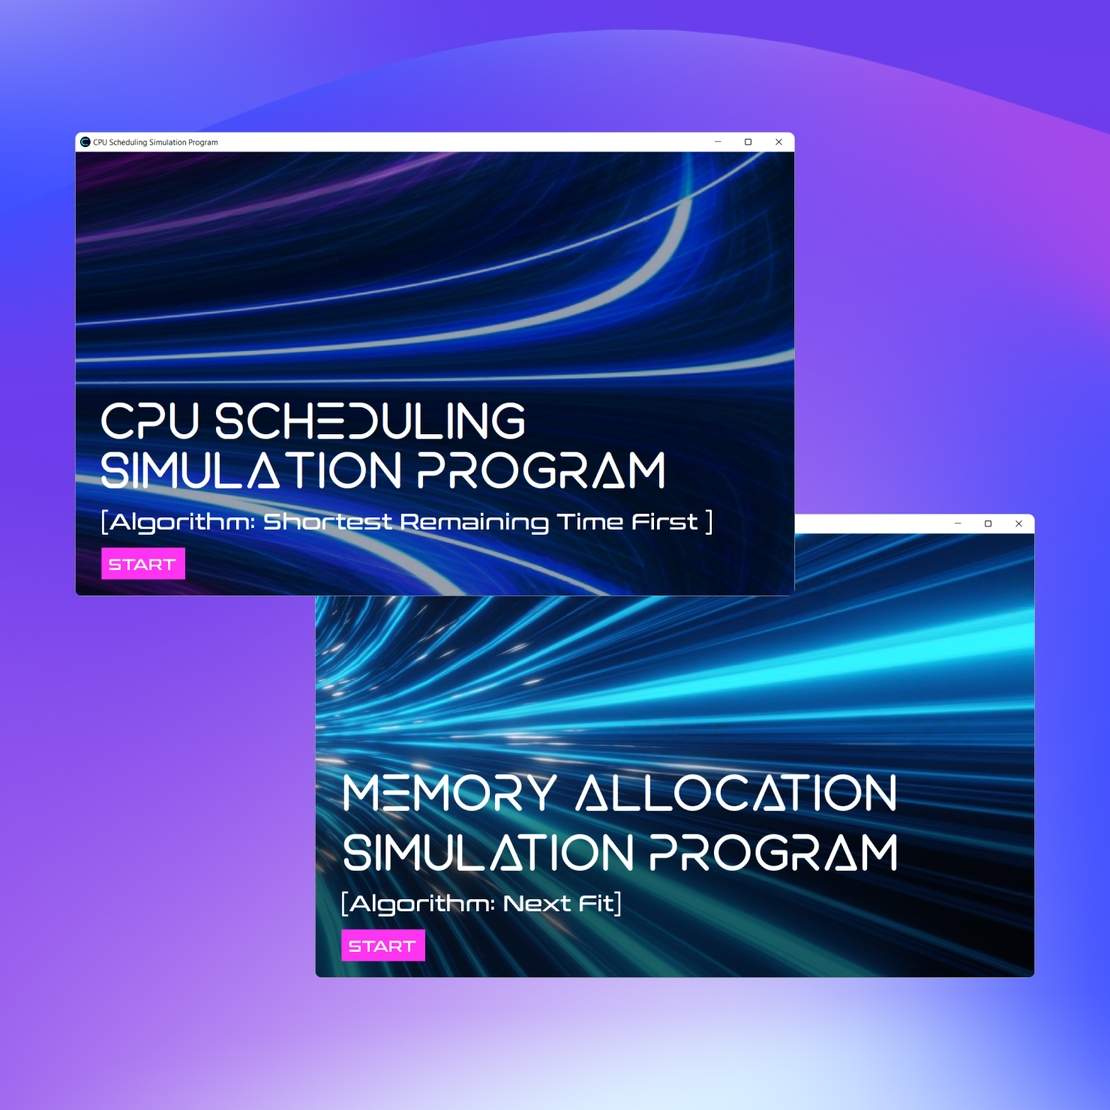 CPU Scheduling Simulation Program
CPU SCHEDULING
SIMULATION PROGRAM
[Algorithm: Shortest Remaining Time First ]
START
MEMORY ALLOCATION
SIMULATION PROGRAM
[Algorithm: Next Fit]
START